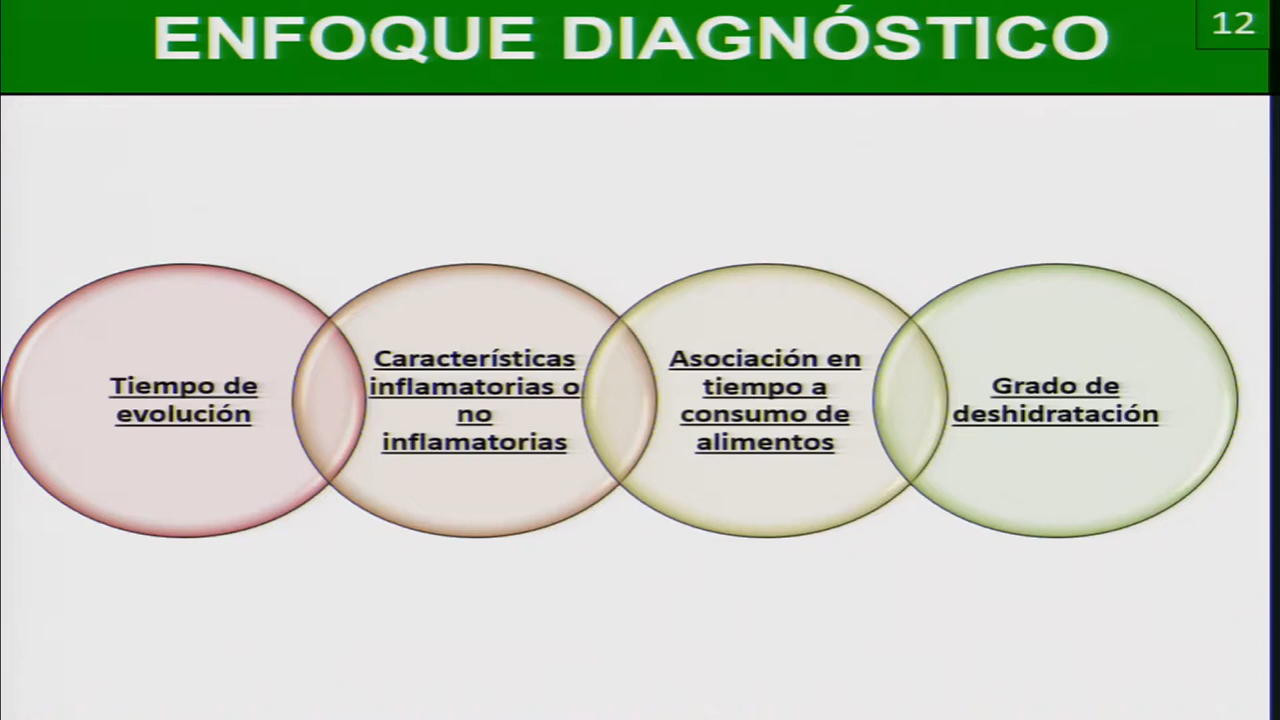 ENFOQUE DIAGNÓSTICO
12
Tiempo de
evolución
Características
inflamatorias o
no
inflamatorias
Asociación en
tiempo a
consumo de
alimentos
Grado de
deshidratación